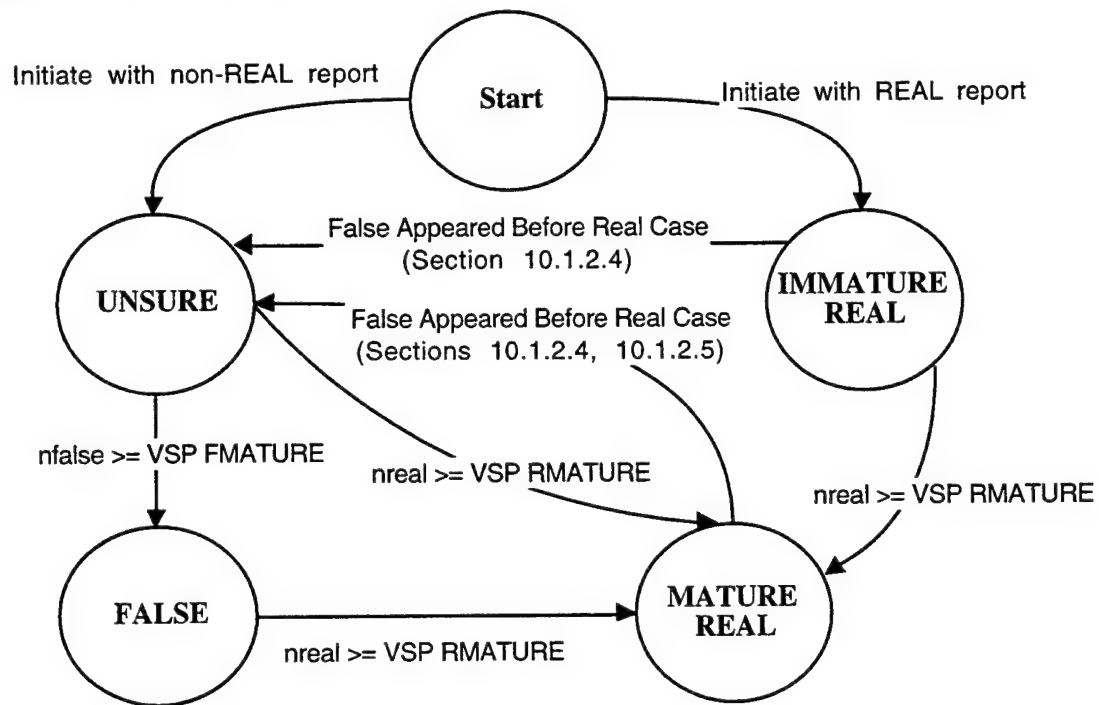 Initiate with non-REAL report
Start
Initiate with REAL report
False Appeared Before Real Case
(Section 10.1.2.4)
UNSURE
IMMATURE
REAL
False Appeared Before Real Case
(Sections 10.1.2.4, 10.1.2.5)
nfalse >= VSP FMATURE
nreal >= VSP RMATURE
nreal >= VSP RMATURE
FALSE
MATURE
REAL
nreal >= VSP RMATURE